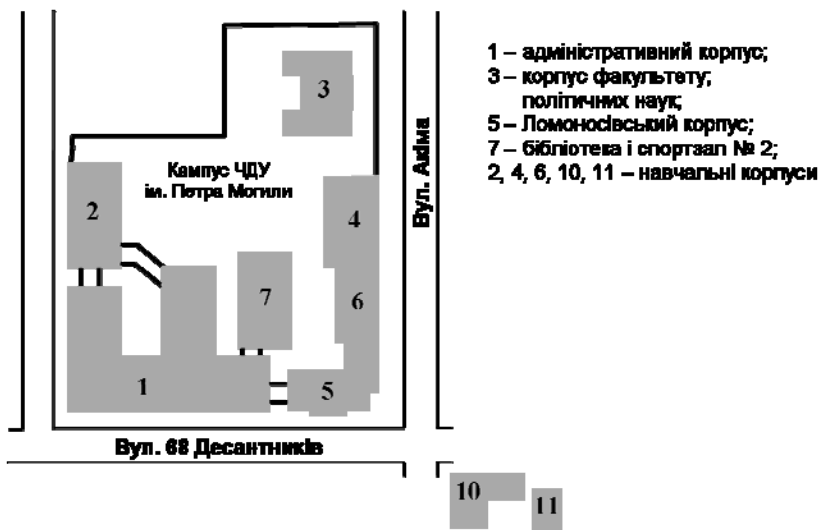 1 – адміністративний корпус;
3 – корпус факультету;
політичних наук;
5 – Ломоносівський корпус;
7 – бібліотека і спортзал № 2;
2, 4, 6, 10, 11 – навчальні корпуси
3
Кампус ЧДУ
ім. Петра Могили
Вул. Акіма
2
4
7
6
1
5
Вул. 68 Десантників
10
11